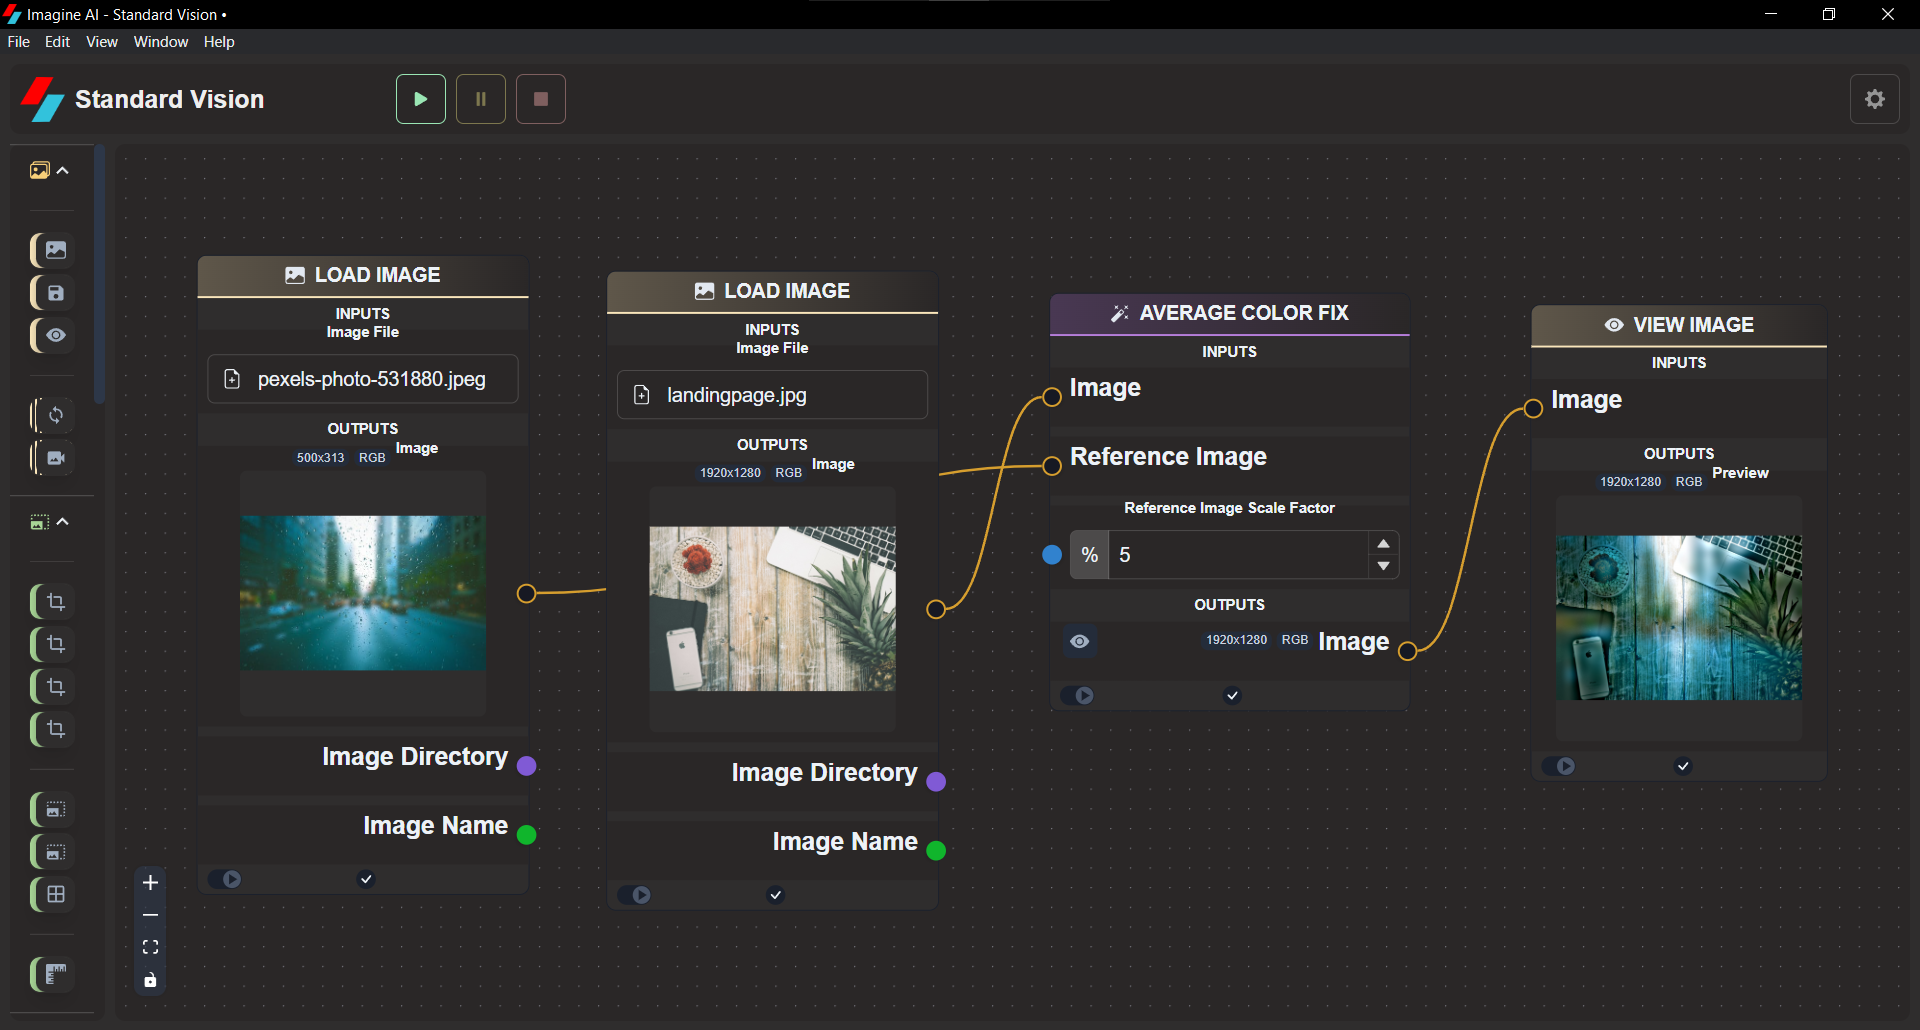 Imagine AI - Standard Vision •
File Edit View Window Help
Standard Vision
LOAD IMAGE
INPUTS
Image File
pexels-photo-531880.jpeg
OUTPUTS
500x313 RGB Image
Image Directory
Image Name
LOAD IMAGE
INPUTS
Image File
landingpage.jpg
OUTPUTS
1920x1280 RGB Image
Image Directory
Image Name
AVERAGE COLOR FIX
INPUTS
Image
Reference Image
Reference Image Scale Factor
% 5
OUTPUTS
1920x1280 RGB Image
VIEW IMAGE
INPUTS
Image
OUTPUTS
1920x1280 RGB Preview